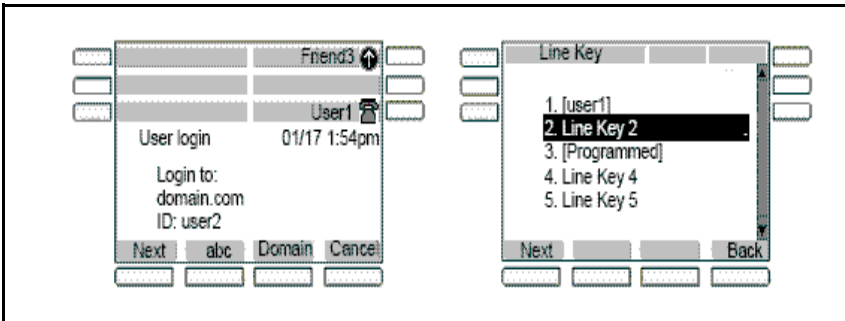 Friend3
User1
User login 01/17 1:54pm
Login to:
domain.com
ID: user2
Next abc Domain Cancel
Line Key
1. [user1]
2. Line Key 2
3. [Programmed]
4. Line Key 4
5. Line Key 5
Next Back